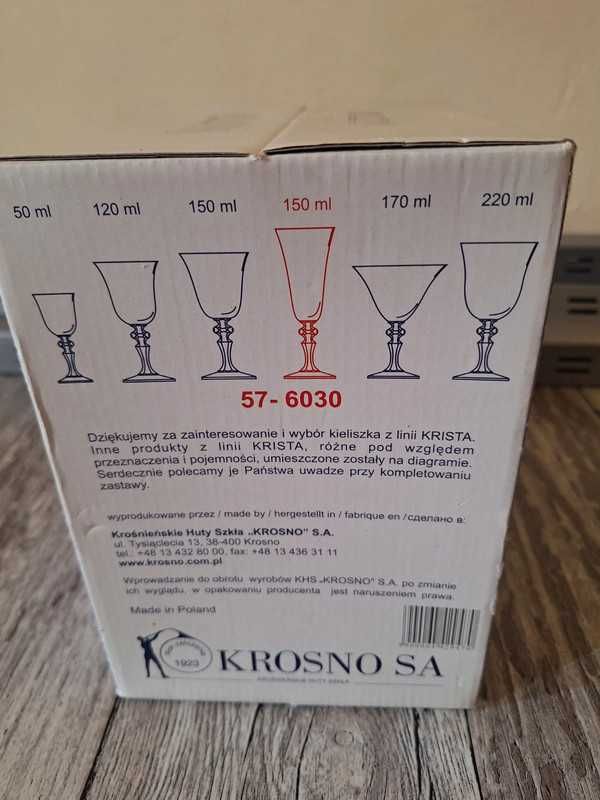 50 ml 120 ml 150 ml 150 ml 170 ml 220 ml
57- 6030
Dziękujemy za zainteresowanie i wybór kieliszka z linii KRISTA.
Inne produkty z linii KRISTA, różne pod względem
przeznaczenia i pojemności, umieszczone zostały na diagramie.
Serdecznie polecamy je Państwa uwadze przy kompletowaniu
zastawy.
wyprodukowane przez / made by / hergestellt in / fabrique en /сделано в:
Krośnieńskie Huty Szkła „KROSNO" S.A.
ul. Tysiąclecia 13, 38-400 Krosno
tel.: +48 13 432 80 00, fax: +48 13 436 31 11
www.krosno.com.pl
Wprowadzanie do obrotu wyrobów KHS„KROSNO" S.A. po zmianie
ich wyglądu, w opakowaniu producenta jest naruszeniem prawa.
Made in Poland
1923
KROSNO SA
KROŚNIEŃSKIE HUTY SZKŁA